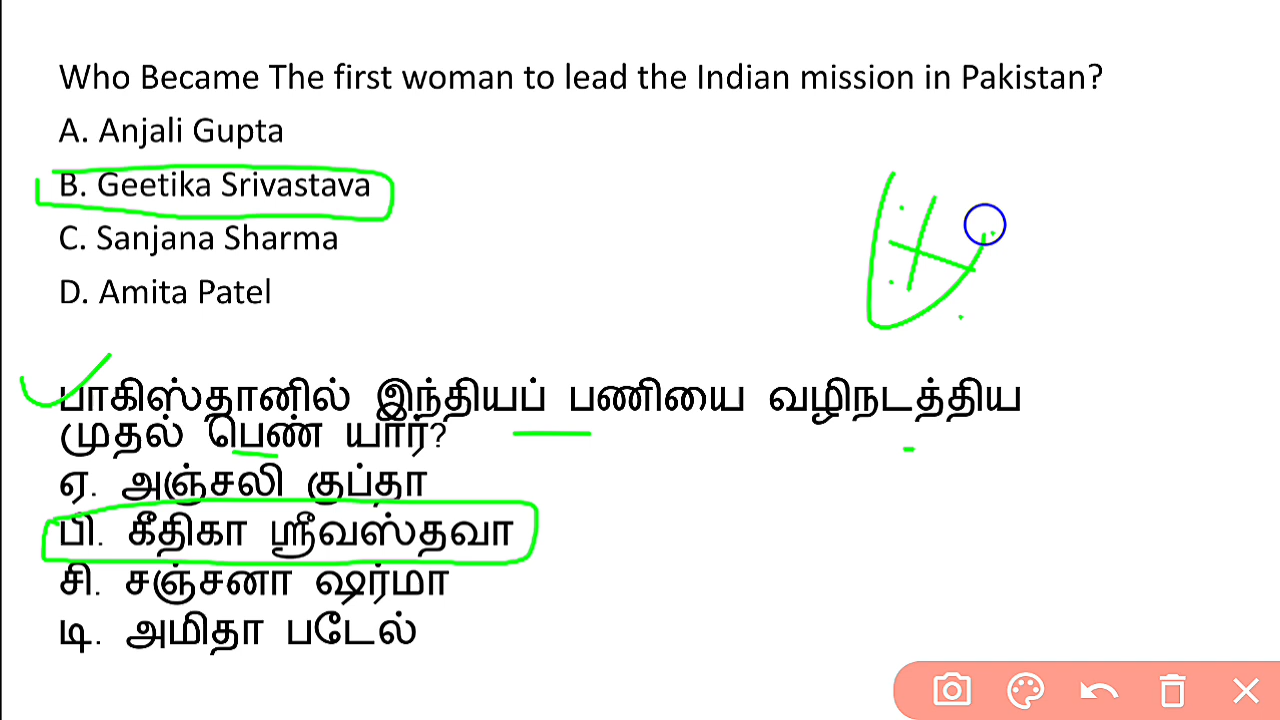 Who Became The first woman to lead the Indian mission in Pakistan?
A. Anjali Gupta
B. Geetika Srivastava
C. Sanjana Sharma
D. Amita Patel
பாகிஸ்தானில் இந்தியப் பணியை வழிநடத்திய
முதல் பெண் யார்?
ஏ. அஞ்சலி குப்தா
பி. கீதிகா ஸ்ரீவஸ்தவா
சி. சஞ்சனா ஷர்மா
டி. அமிதா படேல்